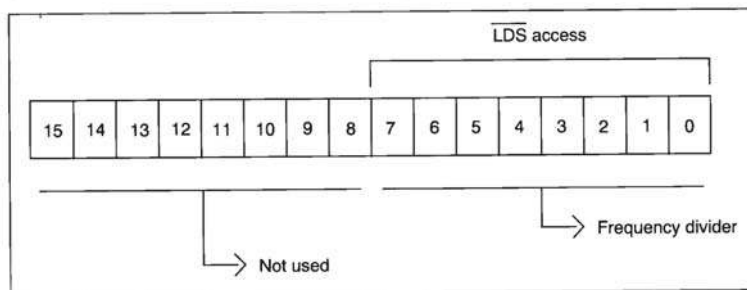 L̅D̅S̅ access
15 14 13 12 11 10 9 8 7 6 5 4 3 2 1 0
Frequency divider
Not used